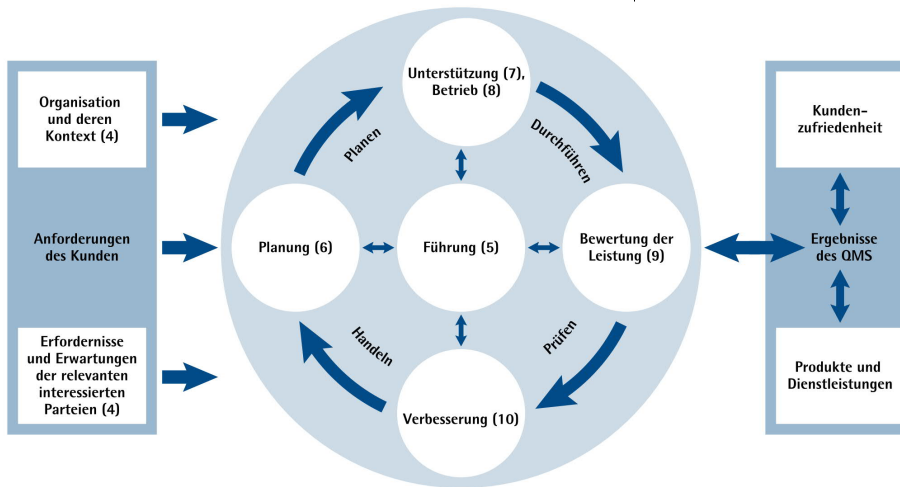 Organisation
und deren
Kontext (4)
Anforderungen
des Kunden
Erfordernisse
und Erwartungen
der relevanten
interessierten
Parteien (4)
Unterstützung (7),
Betrieb (8)
Planen
Durchführen
Planung (6)
Führung (5)
Bewertung der
Leistung (9)
Handeln
Prüfen
Verbesserung (10)
Kunden-
zufriedenheit
Ergebnisse
des QMS
Produkte und
Dienstleistungen